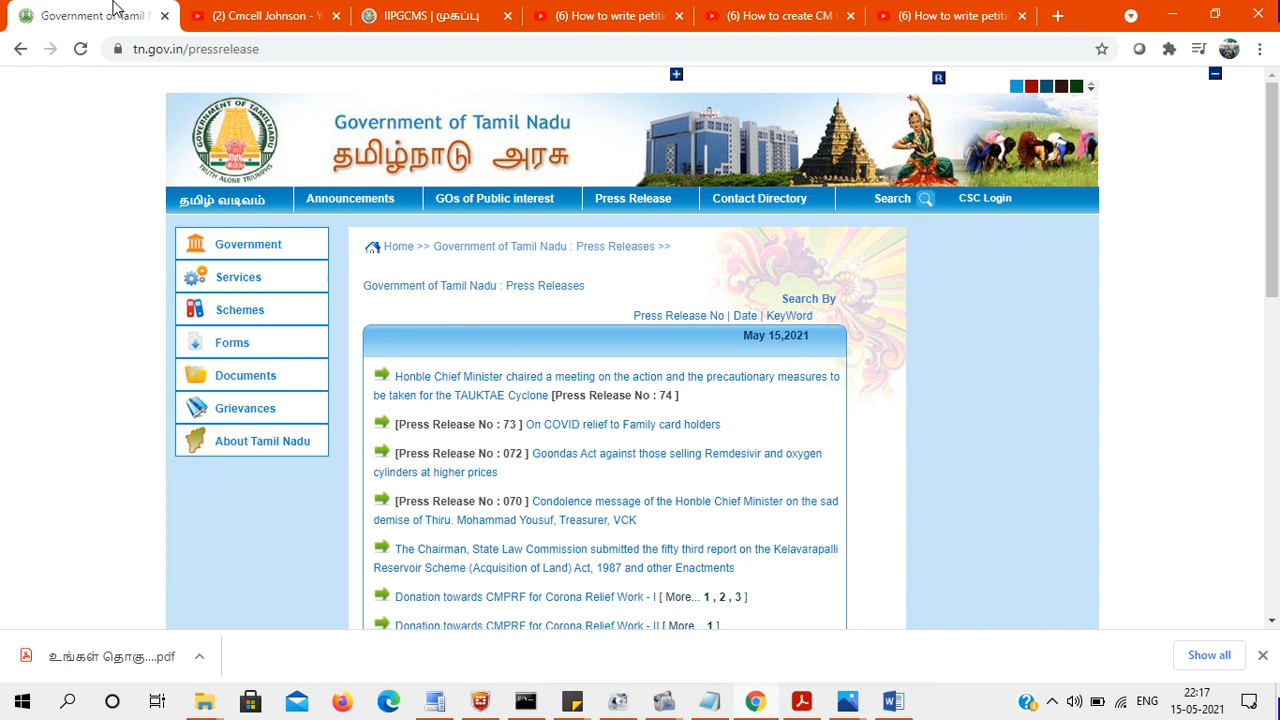 Government of Tamil N
(2) Cmcell Johnson - Y
IIPGCMS | முகப்பு
(6) How to write petiti
(6) How to create CM C
(6) How to write petiti
tn.gov.in/pressrelease
R
GOVERNMENT OF TAMILNADU
TRUTH ALONE TRIUMPHS
Government of Tamil Nadu
தமிழ்நாடு அரசு
தமிழ் வடிவம்
Announcements
GOs of Public interest
Press Release
Contact Directory
Search
CSC Login
Government
Services
Schemes
Forms
Documents
Grievances
About Tamil Nadu
Home >> Government of Tamil Nadu : Press Releases >>
Government of Tamil Nadu : Press Releases
Search By
Press Release No | Date | KeyWord
May 15,2021
Honble Chief Minister chaired a meeting on the action and the precautionary measures to
be taken for the TAUKTAE Cyclone [Press Release No : 74 ]
[Press Release No : 73 ] On COVID relief to Family card holders
[Press Release No : 072 ] Goondas Act against those selling Remdesivir and oxygen
cylinders at higher prices
[Press Release No : 070 ] Condolence message of the Honble Chief Minister on the sad
demise of Thiru. Mohammad Yousuf, Treasurer, VCK
The Chairman, State Law Commission submitted the fifty third report on the Kelavarapalli
Reservoir Scheme (Acquisition of Land) Act, 1987 and other Enactments
Donation towards CMPRF for Corona Relief Work - I [ More... 1 , 2 , 3 ]
Donation towards CMPRF for Corona Relief Work - II [ More... 1 ]
உங்கள் தொகு....pdf
Show all
ENG
22:17
15-05-2021